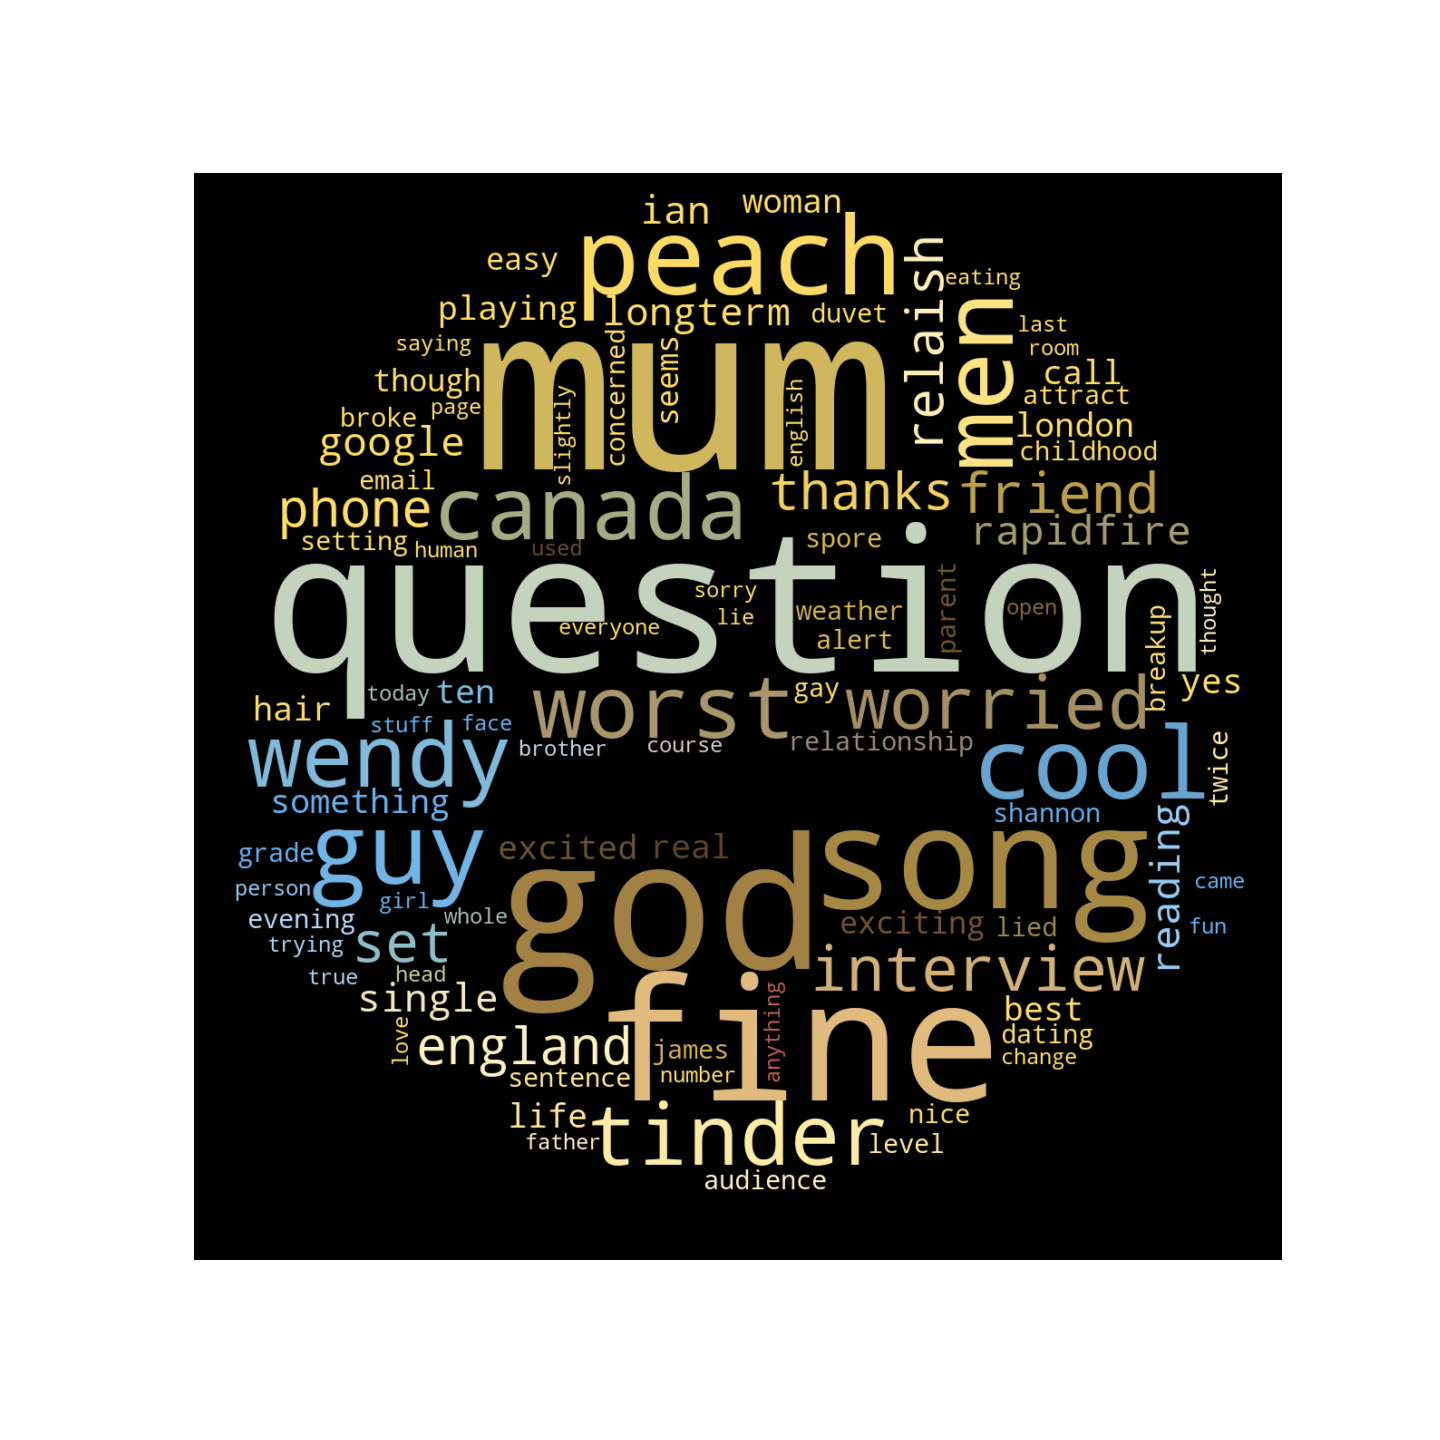 ian
woman
peach
easy
relaish
eating
playing
longterm
duvet
men
last
saying
mum
concerned
seems
room
though
call
slightly
english
attract
broke
page
google
london
childhood
email
phone
canada
thanks
friend
setting
human
used
spore
rapidfire
question
sorry
lie
everyone
weather
alert
parent
open
thought
breakup
today
ten
hair
worst
gay
worried
yes
stuff
face
wendy
brother
course
relationship
cool
twice
something
shannon
guy
grade
excited
real
song
reading
person
girl
god
came
evening
whole
exciting
lied
fun
trying
set
interview
true
head
single
fine
anything
best
love
england
james
dating
sentence
number
change
life
tinder
nice
father
level
audience